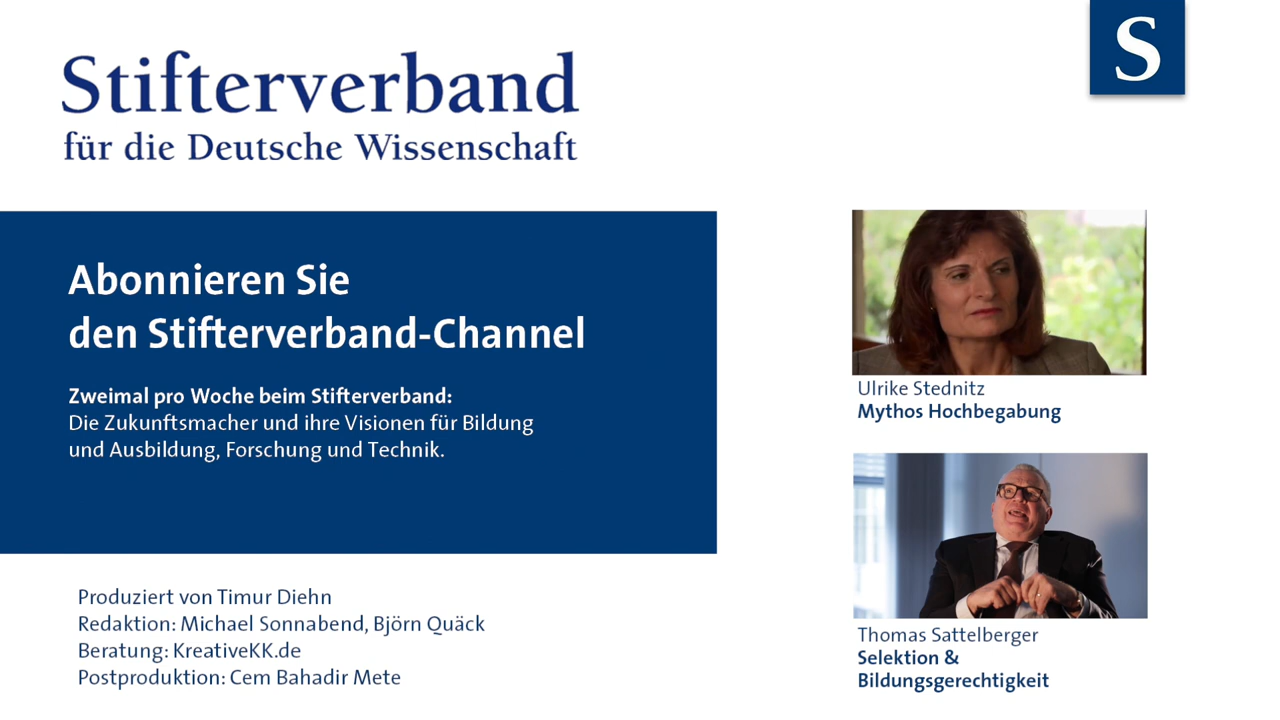 Stifterverband
für die Deutsche Wissenschaft
S
Abonnieren Sie
den Stifterverband-Channel
Zweimal pro Woche beim Stifterverband:
Die Zukunftsmacher und ihre Visionen für Bildung
und Ausbildung, Forschung und Technik.
Ulrike Stednitz
Mythos Hochbegabung
Thomas Sattelberger
Selektion &
Bildungsgerechtigkeit
Produziert von Timur Diehn
Redaktion: Michael Sonnabend, Björn Quäck
Beratung: KreativeKK.de
Postproduktion: Cem Bahadir Mete